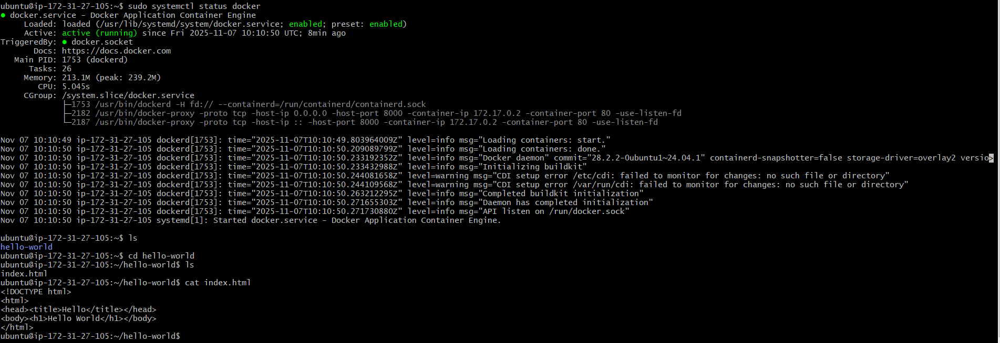 ubuntu@ip-172-31-27-105:~$ sudo systemctl status docker
● docker.service - Docker Application Container Engine
     Loaded: loaded (/usr/lib/systemd/system/docker.service; enabled; preset: enabled)
     Active: active (running) since Fri 2025-11-07 10:10:50 UTC; 8min ago
TriggeredBy: ● docker.socket
       Docs: https://docs.docker.com
   Main PID: 1753 (dockerd)
      Tasks: 26
     Memory: 213.1M (peak: 239.2M)
        CPU: 5.045s
     CGroup: /system.slice/docker.service
             ├─1753 /usr/bin/dockerd -H fd:// --containerd=/run/containerd/containerd.sock
             ├─2182 /usr/bin/docker-proxy -proto tcp -host-ip 0.0.0.0 -host-port 8000 -container-ip 172.17.0.2 -container-port 80 -use-listen-fd
             └─2187 /usr/bin/docker-proxy -proto tcp -host-ip :: -host-port 8000 -container-ip 172.17.0.2 -container-port 80 -use-listen-fd
Nov 07 10:10:49 ip-172-31-27-105 dockerd[1753]: time="2025-11-07T10:10:49.803964009Z" level=info msg="Loading containers: start."
Nov 07 10:10:50 ip-172-31-27-105 dockerd[1753]: time="2025-11-07T10:10:50.209089799Z" level=info msg="Loading containers: done."
Nov 07 10:10:50 ip-172-31-27-105 dockerd[1753]: time="2025-11-07T10:10:50.233192352Z" level=info msg="Docker daemon" commit="28.2.2-0ubuntu1~24.04.1" containerd-snapshotter=false storage-driver=overlay2 versio>
Nov 07 10:10:50 ip-172-31-27-105 dockerd[1753]: time="2025-11-07T10:10:50.233432988Z" level=info msg="Initializing buildkit"
Nov 07 10:10:50 ip-172-31-27-105 dockerd[1753]: time="2025-11-07T10:10:50.244081658Z" level=warning msg="CDI setup error /etc/cdi: failed to monitor for changes: no such file or directory"
Nov 07 10:10:50 ip-172-31-27-105 dockerd[1753]: time="2025-11-07T10:10:50.244109568Z" level=warning msg="CDI setup error /var/run/cdi: failed to monitor for changes: no such file or directory"
Nov 07 10:10:50 ip-172-31-27-105 dockerd[1753]: time="2025-11-07T10:10:50.263212295Z" level=info msg="Completed buildkit initialization"
Nov 07 10:10:50 ip-172-31-27-105 dockerd[1753]: time="2025-11-07T10:10:50.271655303Z" level=info msg="Daemon has completed initialization"
Nov 07 10:10:50 ip-172-31-27-105 dockerd[1753]: time="2025-11-07T10:10:50.271730880Z" level=info msg="API listen on /run/docker.sock"
Nov 07 10:10:50 ip-172-31-27-105 systemd[1]: Started docker.service - Docker Application Container Engine.
ubuntu@ip-172-31-27-105:~$ ls
hello-world
ubuntu@ip-172-31-27-105:~$ cd hello-world
ubuntu@ip-172-31-27-105:~/hello-world$ ls
index.html
ubuntu@ip-172-31-27-105:~/hello-world$ cat index.html
<!DOCTYPE html>
<html>
<head><title>Hello</title></head>
<body><h1>Hello World</h1></body>
</html>
ubuntu@ip-172-31-27-105:~/hello-world$